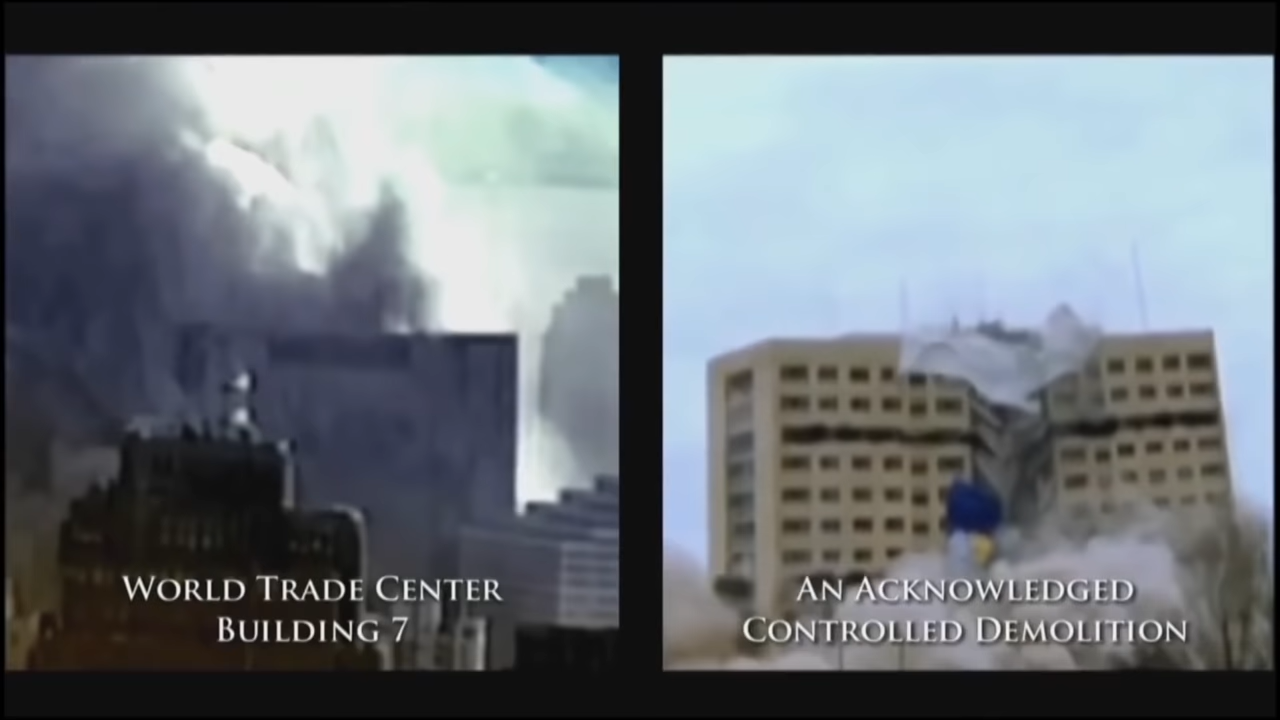 World Trade Center
Building 7
An Acknowledged
Controlled Demolition